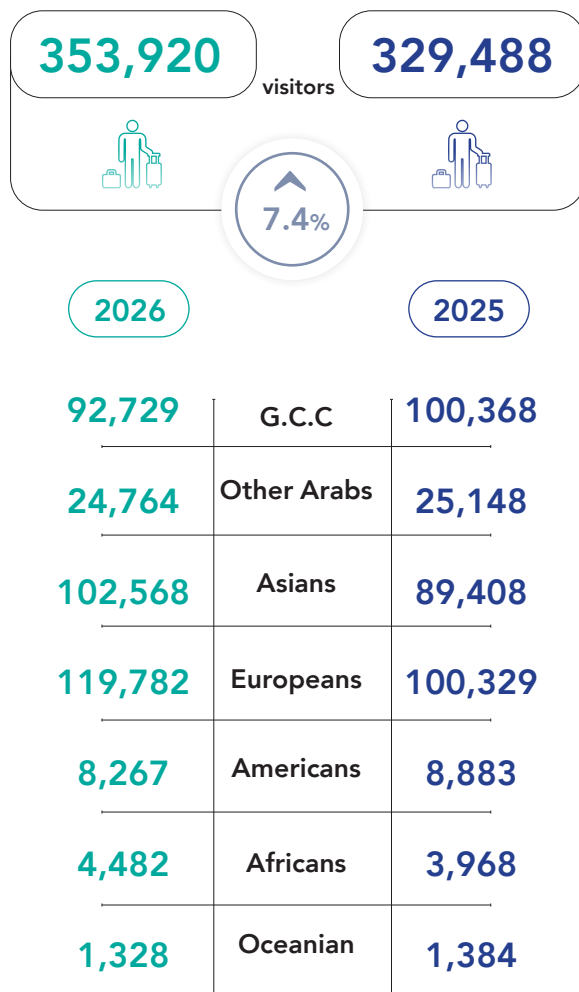 353,920 visitors 329,488
7.4%
2026 2025
92,729 G.C.C 100,368
24,764 Other Arabs 25,148
102,568 Asians 89,408
119,782 Europeans 100,329
8,267 Americans 8,883
4,482 Africans 3,968
1,328 Oceanian 1,384